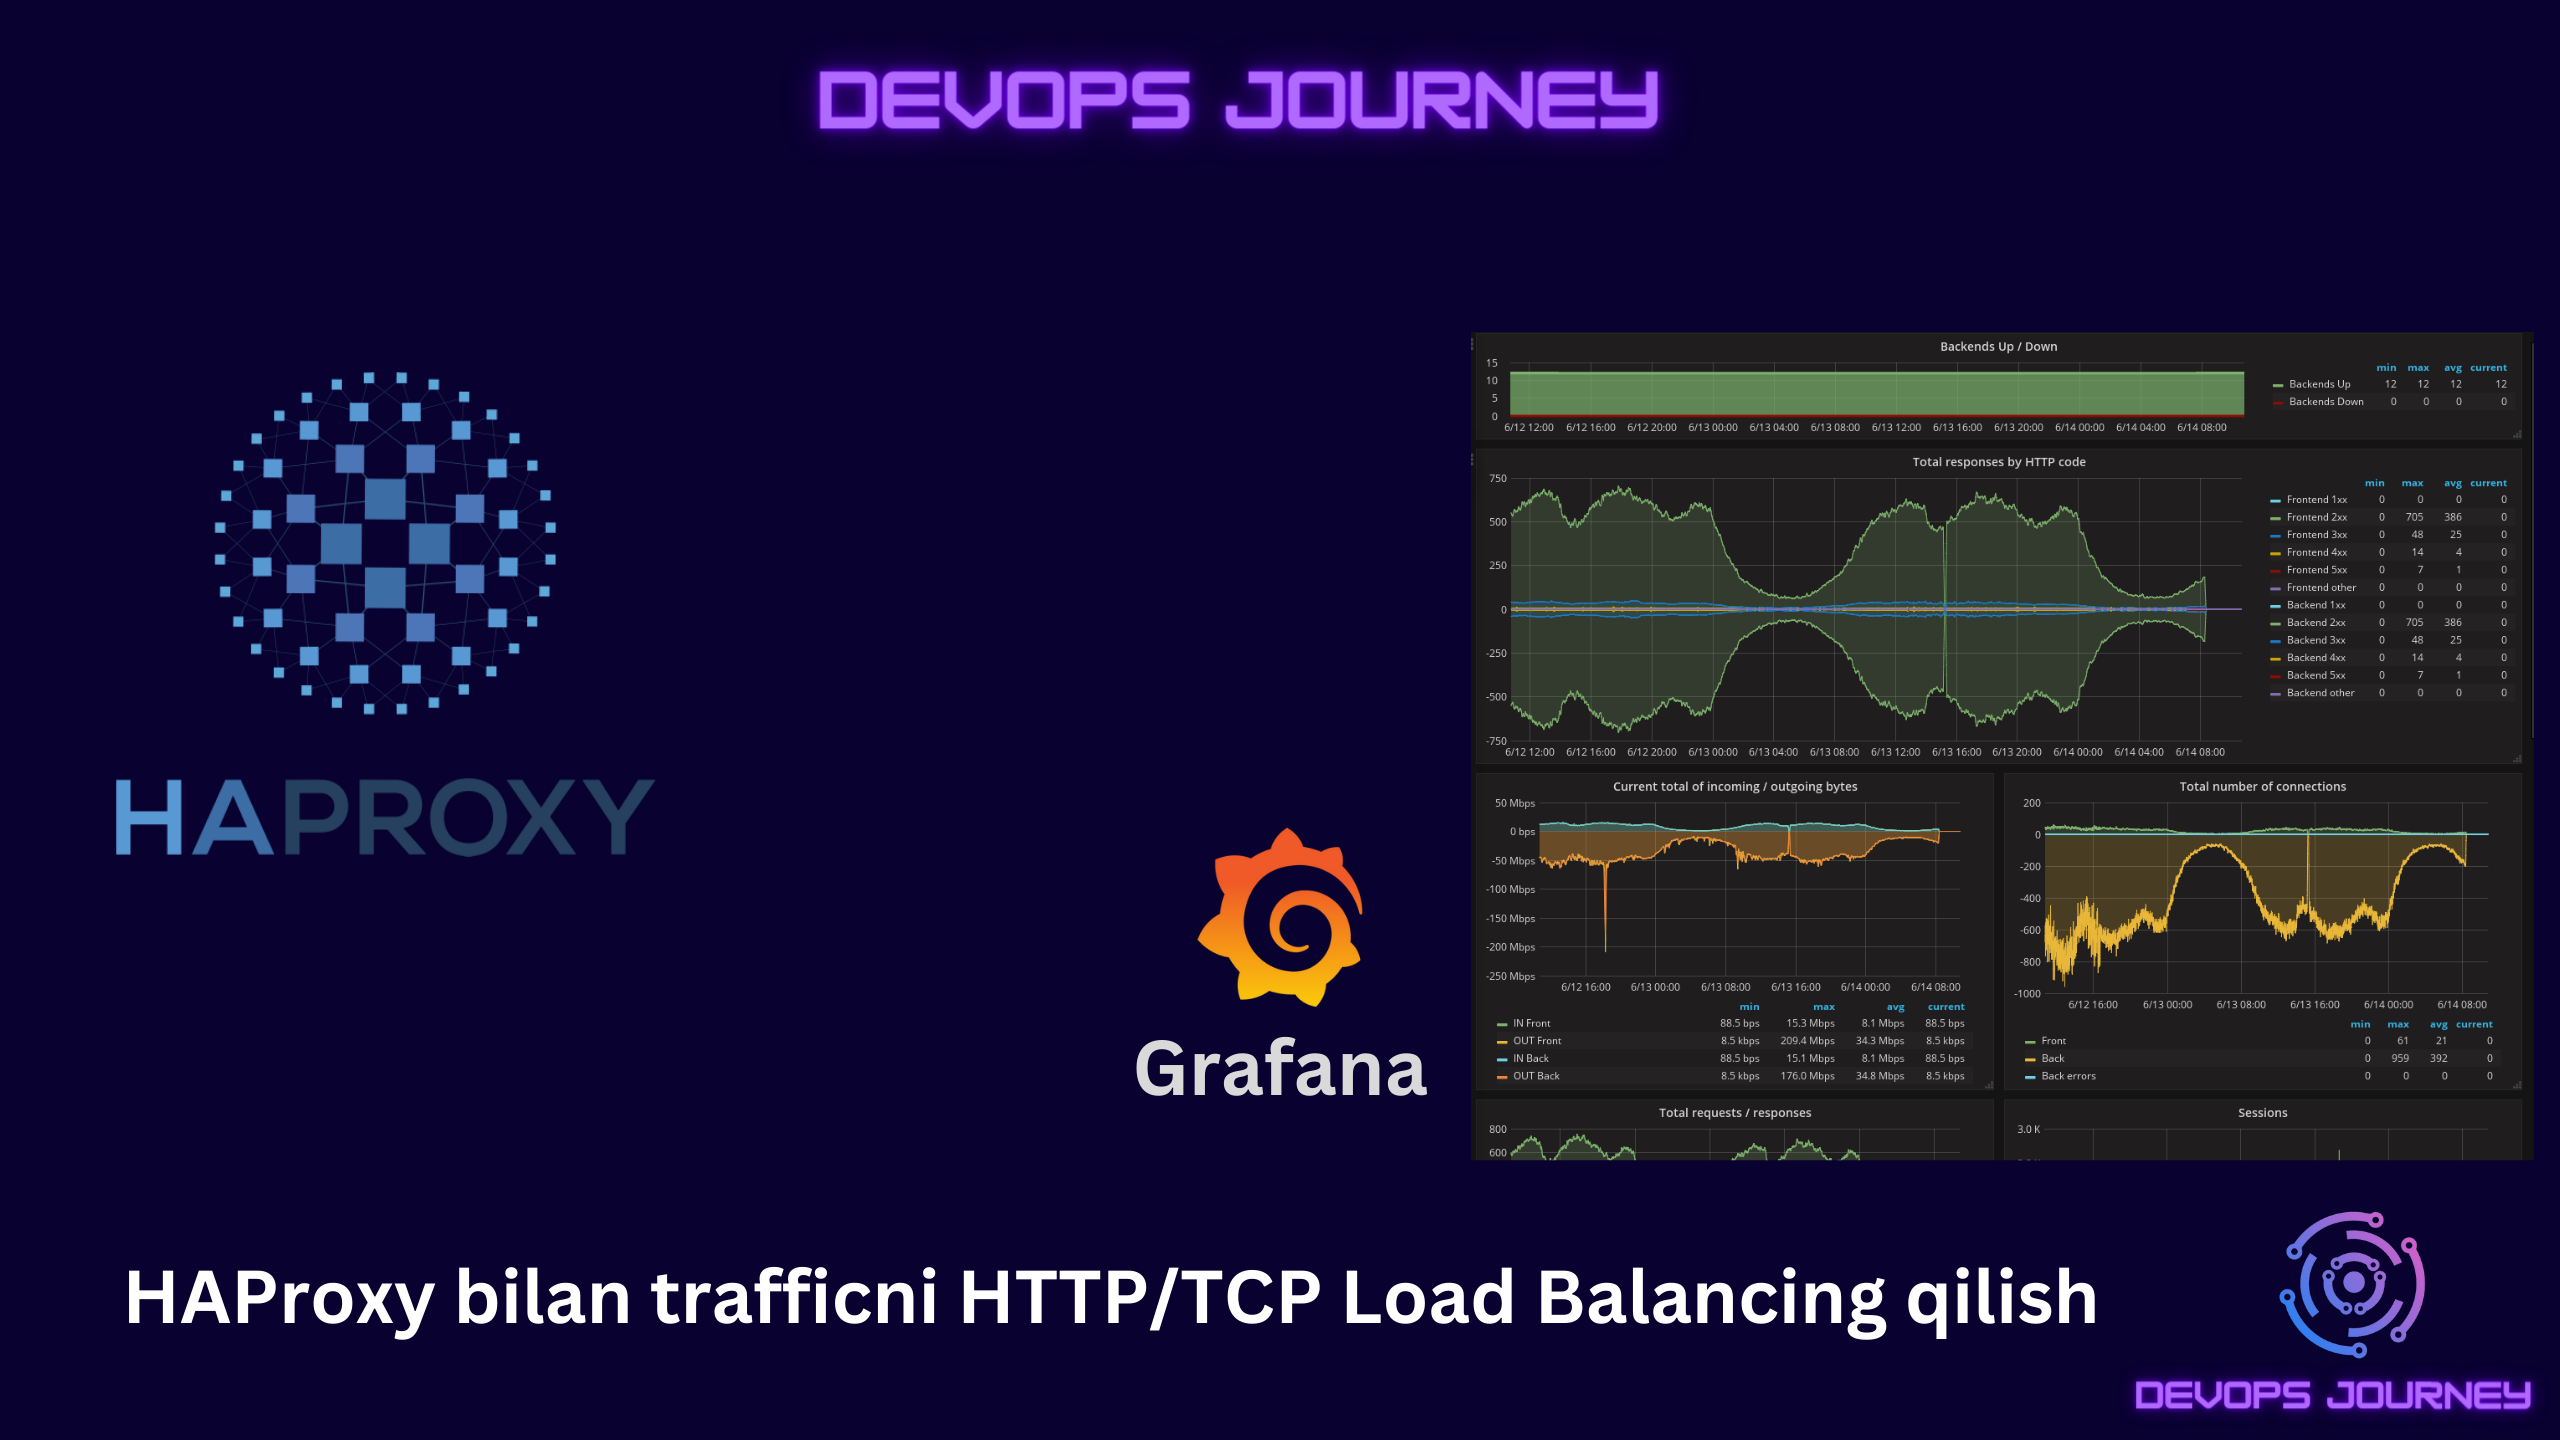 DEVOPS JOURNEY
HAPROXY
Grafana
Backends Up / Down
15
10
5
0
6/12 12:00 6/12 16:00 6/12 20:00 6/13 00:00 6/13 04:00 6/13 08:00 6/13 12:00 6/13 16:00 6/13 20:00 6/14 00:00 6/14 04:00 6/14 08:00
min max avg current
Backends Up 12 12 12 12
Backends Down 0 0 0 0
Total responses by HTTP code
750
500
250
0
-250
-500
-750
6/12 12:00 6/12 16:00 6/12 20:00 6/13 00:00 6/13 04:00 6/13 08:00 6/13 12:00 6/13 16:00 6/13 20:00 6/14 00:00 6/14 04:00 6/14 08:00
min max avg current
Frontend 1xx 0 0 0 0
Frontend 2xx 0 705 386 0
Frontend 3xx 0 48 25 0
Frontend 4xx 0 14 4 0
Frontend 5xx 0 7 1 0
Frontend other 0 0 0 0
Backend 1xx 0 0 0 0
Backend 2xx 0 705 386 0
Backend 3xx 0 48 25 0
Backend 4xx 0 14 4 0
Backend 5xx 0 7 1 0
Backend other 0 0 0 0
Current total of incoming / outgoing bytes
50 Mbps
0 bps
-50 Mbps
-100 Mbps
-150 Mbps
-200 Mbps
-250 Mbps
6/12 16:00 6/13 00:00 6/13 08:00 6/13 16:00 6/14 00:00 6/14 08:00
min max avg current
IN Front 88.5 bps 15.3 Mbps 8.1 Mbps 88.5 bps
OUT Front 8.5 kbps 209.4 Mbps 34.3 Mbps 8.5 kbps
IN Back 88.5 bps 15.1 Mbps 8.1 Mbps 88.5 bps
OUT Back 8.5 kbps 176.0 Mbps 34.8 Mbps 8.5 kbps
Total number of connections
200
0
-200
-400
-600
-800
-1000
6/12 16:00 6/13 00:00 6/13 08:00 6/13 16:00 6/14 00:00 6/14 08:00
min max avg current
Front 0 61 21 0
Back 0 959 392 0
Back errors 0 0 0 0
Total requests / responses
800
600
Sessions
3.0 K
HAProxy bilan trafficni HTTP/TCP Load Balancing qilish
DEVOPS JOURNEY